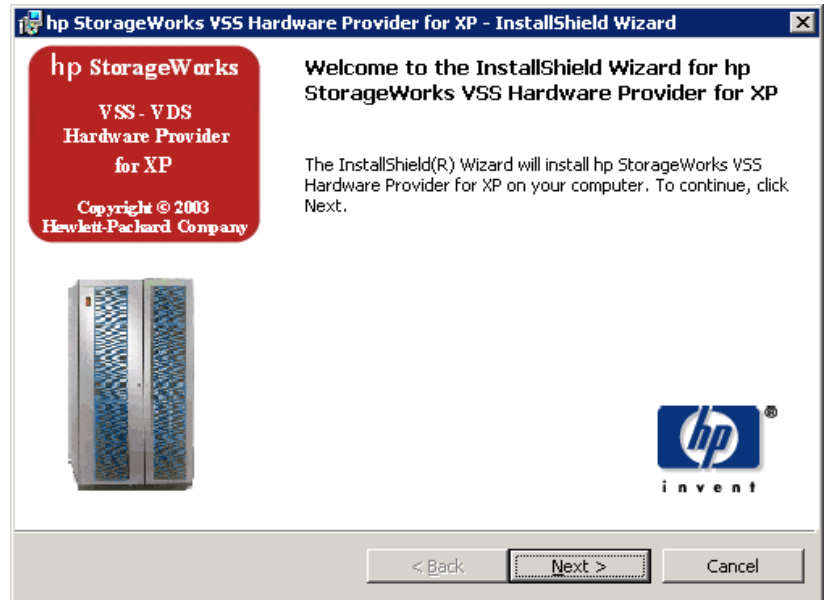 hp StorageWorks VSS Hardware Provider for XP - InstallShield Wizard
hp StorageWorks
VSS - VDS
Hardware Provider
for XP
Copyright © 2003
Hewlett-Packard Company
Welcome to the InstallShield Wizard for hp
StorageWorks VSS Hardware Provider for XP
The InstallShield(R) Wizard will install hp StorageWorks VSS
Hardware Provider for XP on your computer. To continue, click
Next.
hp ®
invent
< Back
Next >
Cancel